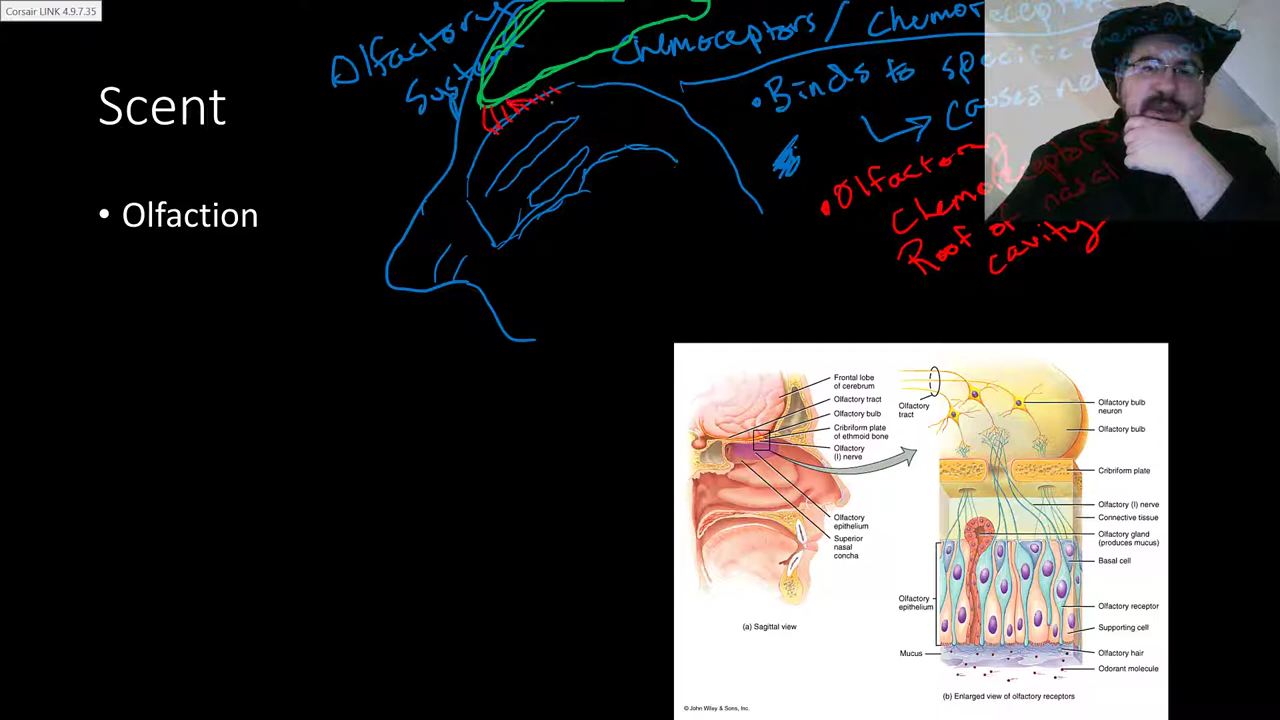 Corsair LINK 4.9.7.35
Scent
• Olfaction
Olfactory
System
Chemoceptors /
• Binds to specific
Causes
• Olfactory
Roof of nasal
cavity
Frontal lobe
of cerebrum
Olfactory tract
Olfactory bulb
Cribriform plate
of ethmoid bone
Olfactory
(I) nerve
Olfactory
epithelium
Superior
nasal
concha
(a) Sagittal view
Olfactory
tract
Olfactory bulb
neuron
Olfactory bulb
Cribriform plate
Olfactory (I) nerve
Connective tissue
Olfactory gland
(produces mucus)
Basal cell
Olfactory
epithelium
Olfactory receptor
Supporting cell
Mucus
Olfactory hair
Odorant molecule
(b) Enlarged view of olfactory receptors
© John Wiley & Sons, Inc.